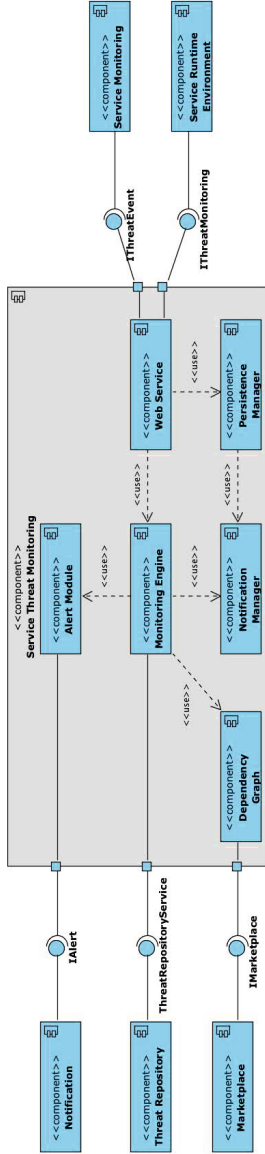 <<component>>
Service Threat Monitoring
<<component>>
Notification
IAlert
<<component>>
Alert Module
<<component>>
Service Monitoring
IThreatEvent
<<use>>
<<component>>
Threat Repository
ThreatRepositoryService
<<component>>
Monitoring Engine
<<use>>
<<component>>
Web Service
<<component>>
Service Runtime
Environment
IThreatMonitoring
<<use>>
<<use>>
<<use>>
<<component>>
Marketplace
IMarketplace
<<component>>
Dependency
Graph
<<component>>
Notification
Manager
<<use>>
<<component>>
Persistence
Manager